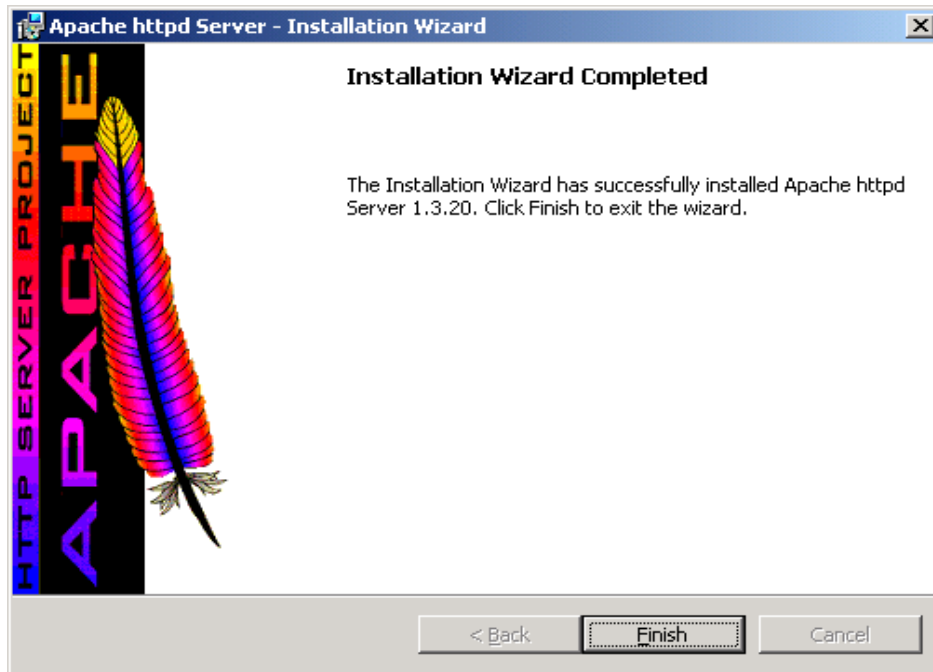 Apache httpd Server - Installation Wizard
HTTP SERVER PROJECT
APACHE
Installation Wizard Completed
The Installation Wizard has successfully installed Apache httpd
Server 1.3.20. Click Finish to exit the wizard.
< Back
Finish
Cancel